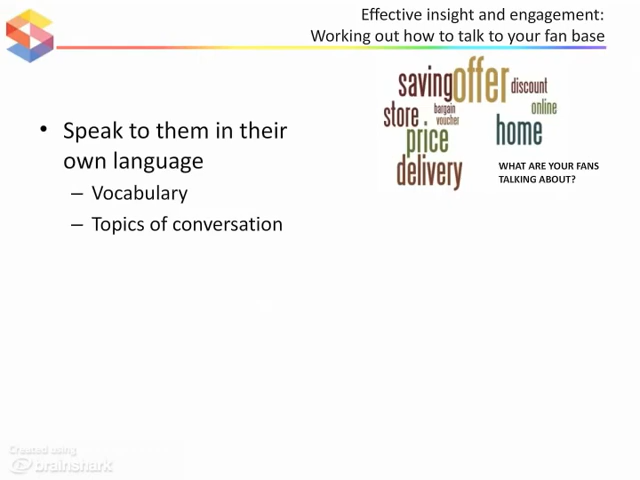 Effective insight and engagement:
Working out how to talk to your fan base
• Speak to them in their
own language
– Vocabulary
– Topics of conversation
saving offer discount
store bargain voucher online
price home
delivery
WHAT ARE YOUR FANS
TALKING ABOUT?
Created using
brainshark